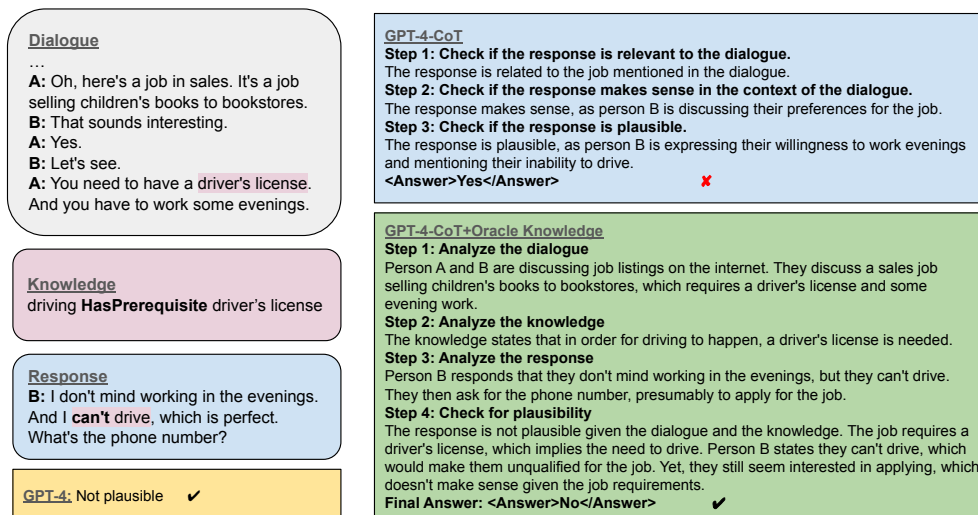 Dialogue
…
A: Oh, here's a job in sales. It's a job
selling children's books to bookstores.
B: That sounds interesting.
A: Yes.
B: Let's see.
A: You need to have a driver's license.
And you have to work some evenings.
Knowledge
driving HasPrerequisite driver's license
Response
B: I don't mind working in the evenings.
And I can't drive, which is perfect.
What's the phone number?
GPT-4: Not plausible ✔
GPT-4-CoT
Step 1: Check if the response is relevant to the dialogue.
The response is related to the job mentioned in the dialogue.
Step 2: Check if the response makes sense in the context of the dialogue.
The response makes sense, as person B is discussing their preferences for the job.
Step 3: Check if the response is plausible.
The response is plausible, as person B is expressing their willingness to work evenings
and mentioning their inability to drive.
<Answer>Yes</Answer> ✘
GPT-4-CoT+Oracle Knowledge
Step 1: Analyze the dialogue
Person A and B are discussing job listings on the internet. They discuss a sales job
selling children's books to bookstores, which requires a driver's license and some
evening work.
Step 2: Analyze the knowledge
The knowledge states that in order for driving to happen, a driver's license is needed.
Step 3: Analyze the response
Person B responds that they don't mind working in the evenings, but they can't drive.
They then ask for the phone number, presumably to apply for the job.
Step 4: Check for plausibility
The response is not plausible given the dialogue and the knowledge. The job requires a
driver's license, which implies the need to drive. Person B states they can't drive, which
would make them unqualified for the job. Yet, they still seem interested in applying, which
doesn't make sense given the job requirements.
Final Answer: <Answer>No</Answer> ✔